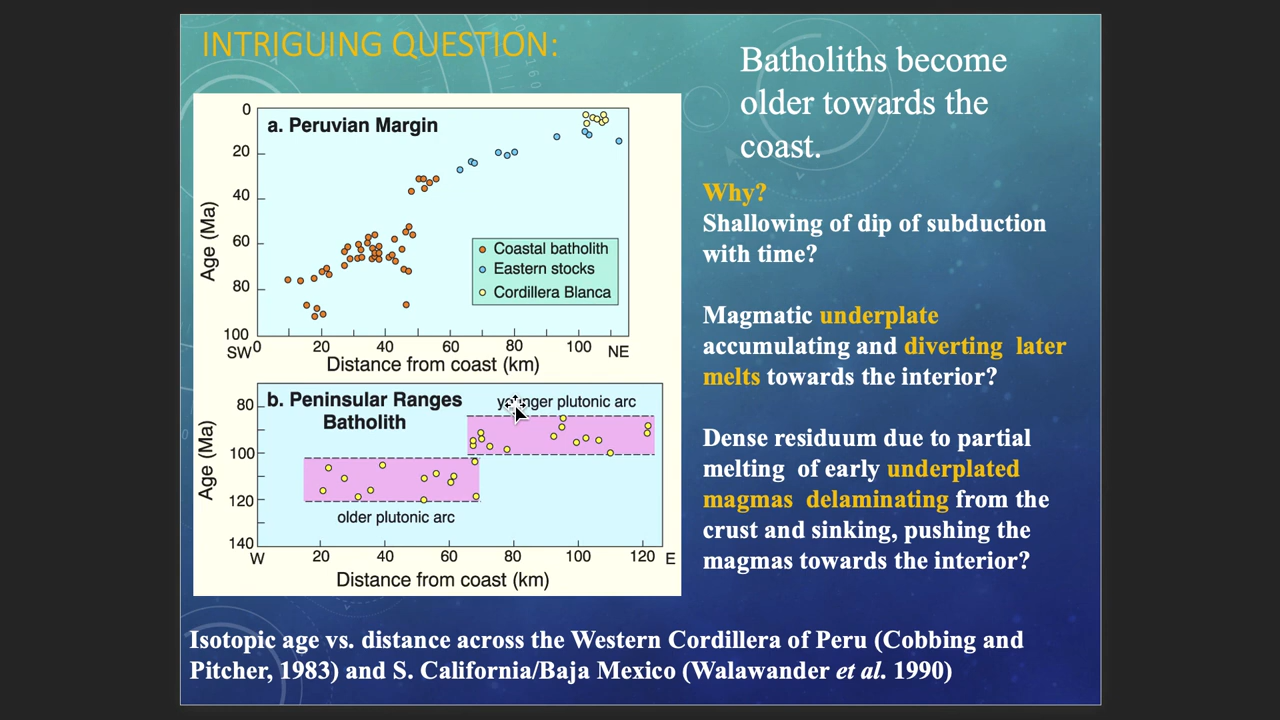 INTRIGUING QUESTION:
Batholiths become
older towards the
coast.
Why?
Shallowing of dip of subduction
with time?
Magmatic underplate
accumulating and diverting later
melts towards the interior?
Dense residuum due to partial
melting of early underplated
magmas delaminating from the
crust and sinking, pushing the
magmas towards the interior?
a. Peruvian Margin
Age (Ma)
0
20
40
60
80
100
Coastal batholith
Eastern stocks
Cordillera Blanca
SW 0 20 40 60 80 100 NE
Distance from coast (km)
b. Peninsular Ranges
Batholith
younger plutonic arc
older plutonic arc
Age (Ma)
80
100
120
140
W 20 40 60 80 100 120 E
Distance from coast (km)
Isotopic age vs. distance across the Western Cordillera of Peru (Cobbing and
Pitcher, 1983) and S. California/Baja Mexico (Walawander et al. 1990)